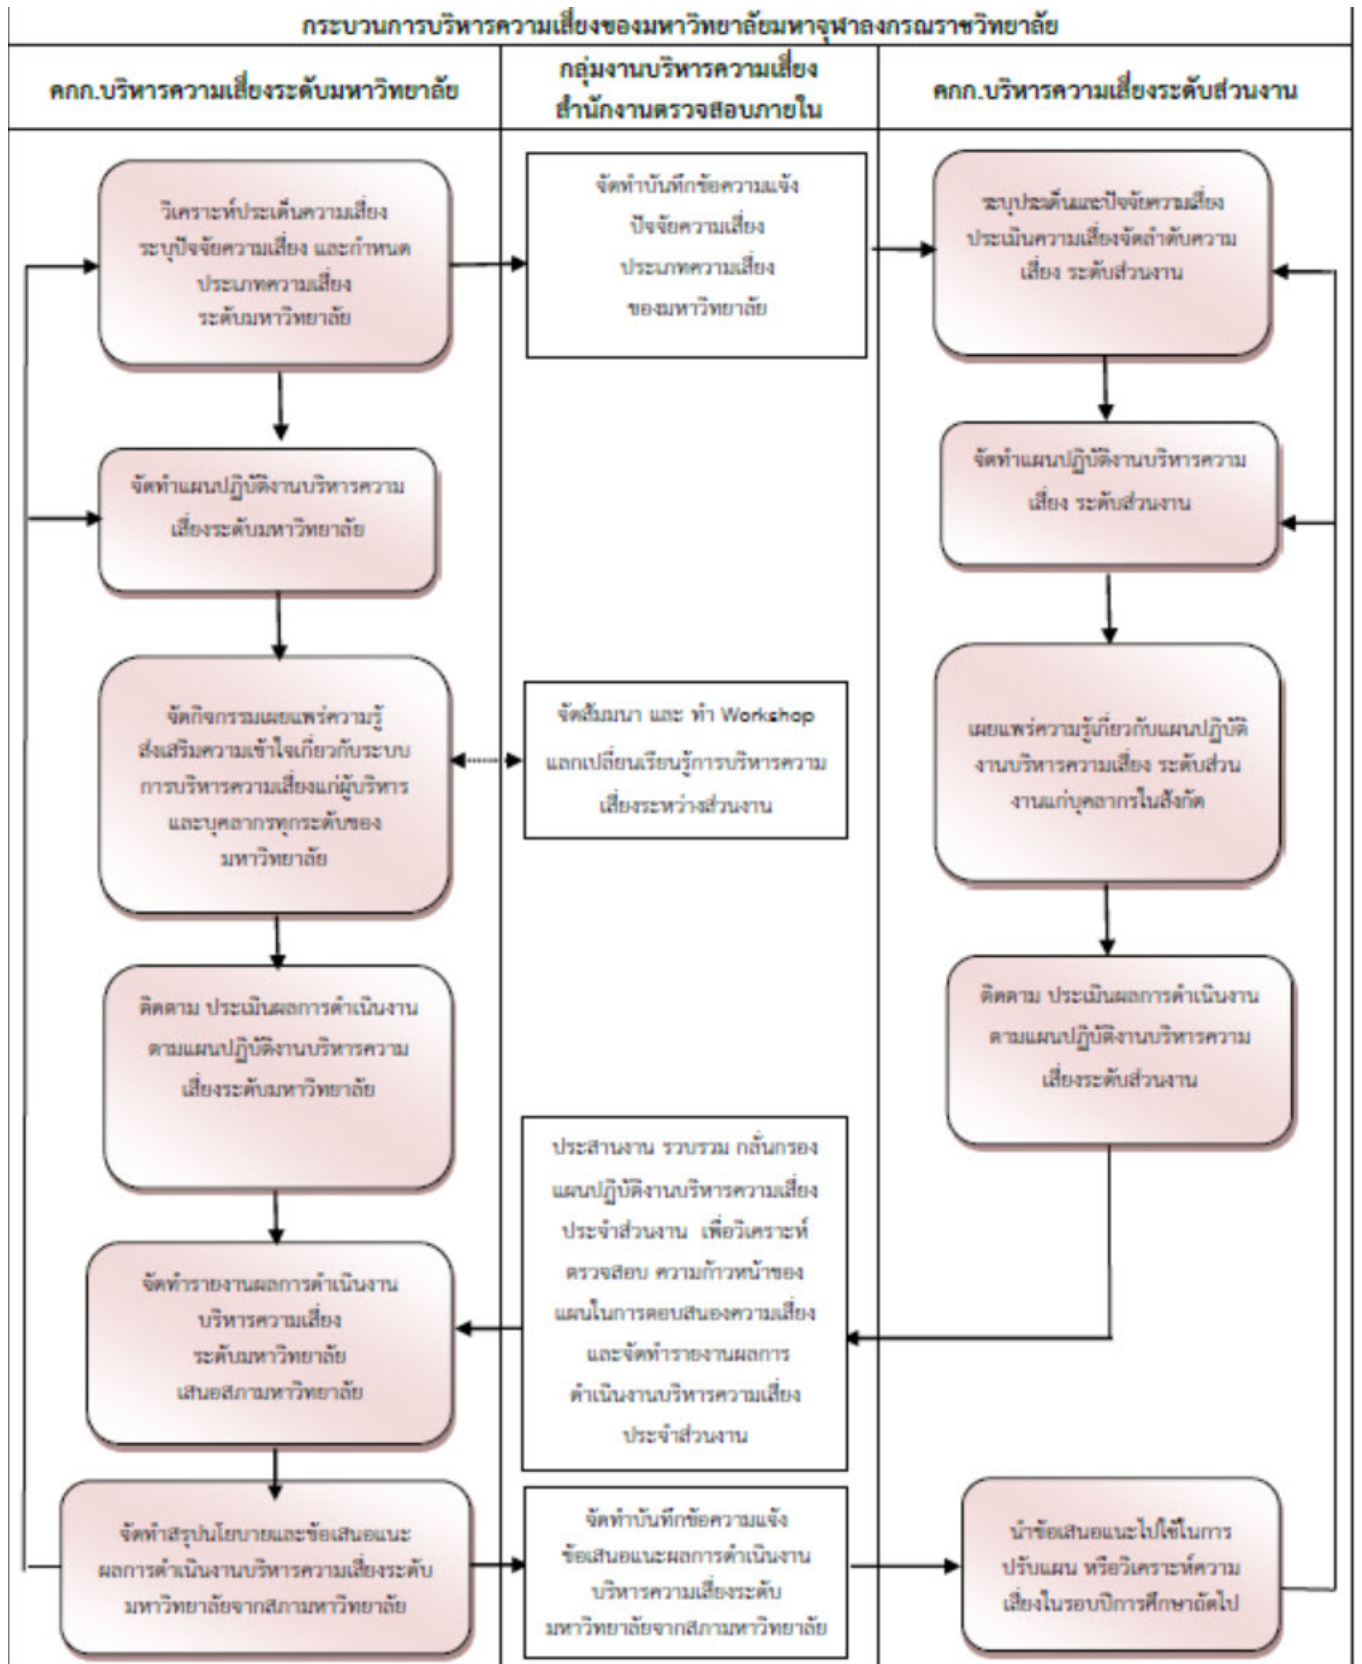 กระบวนการบริหารความเสี่ยงของมหาวิทยาลัยมหาจุฬาลงกรณราชวิทยาลัย
คกก.บริหารความเสี่ยงระดับมหาวิทยาลัย
กลุ่มงานบริหารความเสี่ยง
สำนักงานตรวจสอบภายใน
คกก.บริหารความเสี่ยงระดับส่วนงาน
วิเคราะห์ประเด็นความเสี่ยง
ระบุปัจจัยความเสี่ยง และกำหนด
ประเภทความเสี่ยง
ระดับมหาวิทยาลัย
จัดทำบันทึกข้อความแจ้ง
ปัจจัยความเสี่ยง
ประเภทความเสี่ยง
ของมหาวิทยาลัย
ระบุประเด็นและปัจจัยความเสี่ยง
ประเมินความเสี่ยงจัดลำดับความ
เสี่ยง ระดับส่วนงาน
จัดทำแผนปฏิบัติงานบริหารความ
เสี่ยงระดับมหาวิทยาลัย
จัดทำแผนปฏิบัติงานบริหารความ
เสี่ยง ระดับส่วนงาน
จัดกิจกรรมเผยแพร่ความรู้
ส่งเสริมความเข้าใจเกี่ยวกับระบบ
การบริหารความเสี่ยงแก่ผู้บริหาร
และบุคลากรทุกระดับของ
มหาวิทยาลัย
จัดสัมมนา และ ทำ Workshop
แลกเปลี่ยนเรียนรู้การบริหารความ
เสี่ยงระหว่างส่วนงาน
เผยแพร่ความรู้เกี่ยวกับแผนปฏิบัติ
งานบริหารความเสี่ยง ระดับส่วน
งานแก่บุคลากรในสังกัด
ติดตาม ประเมินผลการดำเนินงาน
ตามแผนปฏิบัติงานบริหารความ
เสี่ยงระดับมหาวิทยาลัย
ติดตาม ประเมินผลการดำเนินงาน
ตามแผนปฏิบัติงานบริหารความ
เสี่ยงระดับส่วนงาน
ประสานงาน รวบรวม กลั่นกรอง
แผนปฏิบัติงานบริหารความเสี่ยง
ประจำส่วนงาน เพื่อวิเคราะห์
ตรวจสอบ ความก้าวหน้าของ
แผนในการตอบสนองความเสี่ยง
และจัดทำรายงานผลการ
ดำเนินงานบริหารความเสี่ยง
ประจำส่วนงาน
จัดทำรายงานผลการดำเนินงาน
บริหารความเสี่ยง
ระดับมหาวิทยาลัย
เสนอสภามหาวิทยาลัย
จัดทำสรุปนโยบายและข้อเสนอแนะ
ผลการดำเนินงานบริหารความเสี่ยงระดับ
มหาวิทยาลัยจากสภามหาวิทยาลัย
จัดทำบันทึกข้อความแจ้ง
ข้อเสนอแนะผลการดำเนินงาน
บริหารความเสี่ยงระดับ
มหาวิทยาลัยจากสภามหาวิทยาลัย
นำข้อเสนอแนะไปใช้ในการ
ปรับแผน หรือวิเคราะห์ความ
เสี่ยงในรอบปีการศึกษาถัดไป